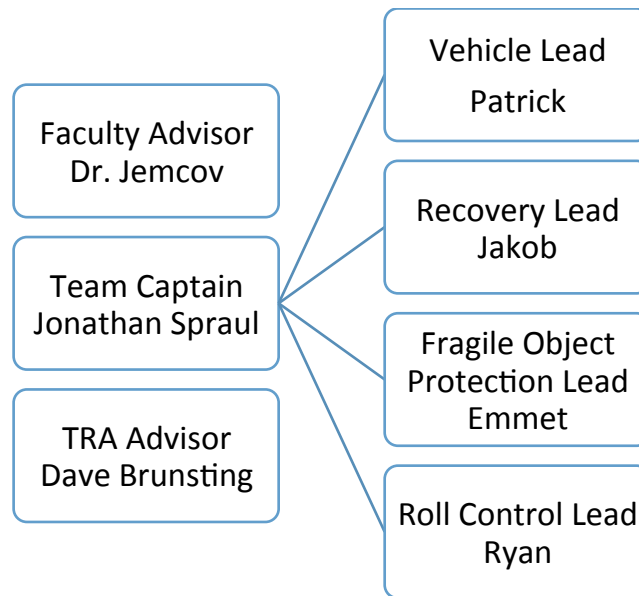 Faculty Advisor
Dr. Jemcov
Team Captain
Jonathan Spraul
TRA Advisor
Dave Brunsting
Vehicle Lead
Patrick
Recovery Lead
Jakob
Fragile Object
Protection Lead
Emmet
Roll Control Lead
Ryan